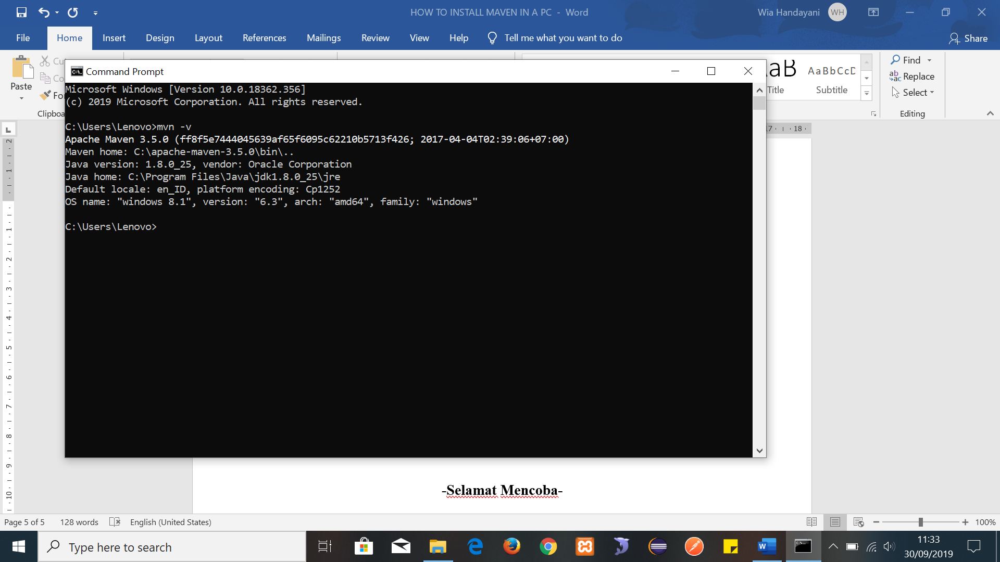 HOW TO INSTALL MAVEN IN A PC - Word
Wia Handayani WH
File Home Insert Design Layout References Mailings Review View Help Tell me what you want to do Share
Paste
Clipboa
AaBbCcD
Title Subtitle
Find
Replace
Select
Editing
Command Prompt
Microsoft Windows [Version 10.0.18362.356]
(c) 2019 Microsoft Corporation. All rights reserved.
C:\Users\Lenovo>mvn -v
Apache Maven 3.5.0 (ff8f5e7444045639af65f6095c62210b5713f426; 2017-04-04T02:39:06+07:00)
Maven home: C:\apache-maven-3.5.0\bin\..
Java version: 1.8.0_25, vendor: Oracle Corporation
Java home: C:\Program Files\Java\jdk1.8.0_25\jre
Default locale: en_ID, platform encoding: Cp1252
OS name: "windows 8.1", version: "6.3", arch: "amd64", family: "windows"
C:\Users\Lenovo>
-Selamat Mencoba-
Page 5 of 5 128 words English (United States) 100%
Type here to search
11:33
30/09/2019